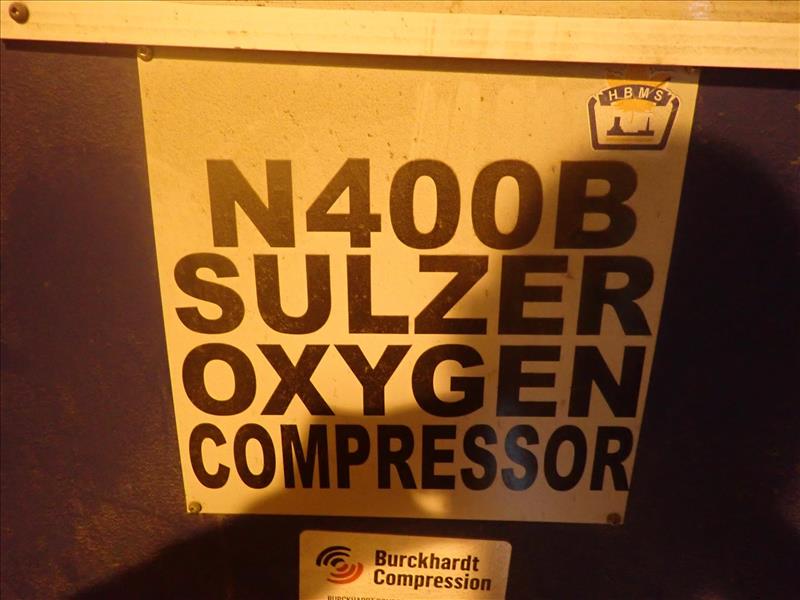 HBMS
N400B
SULZER
OXYGEN
COMPRESSOR
Burckhardt
Compression